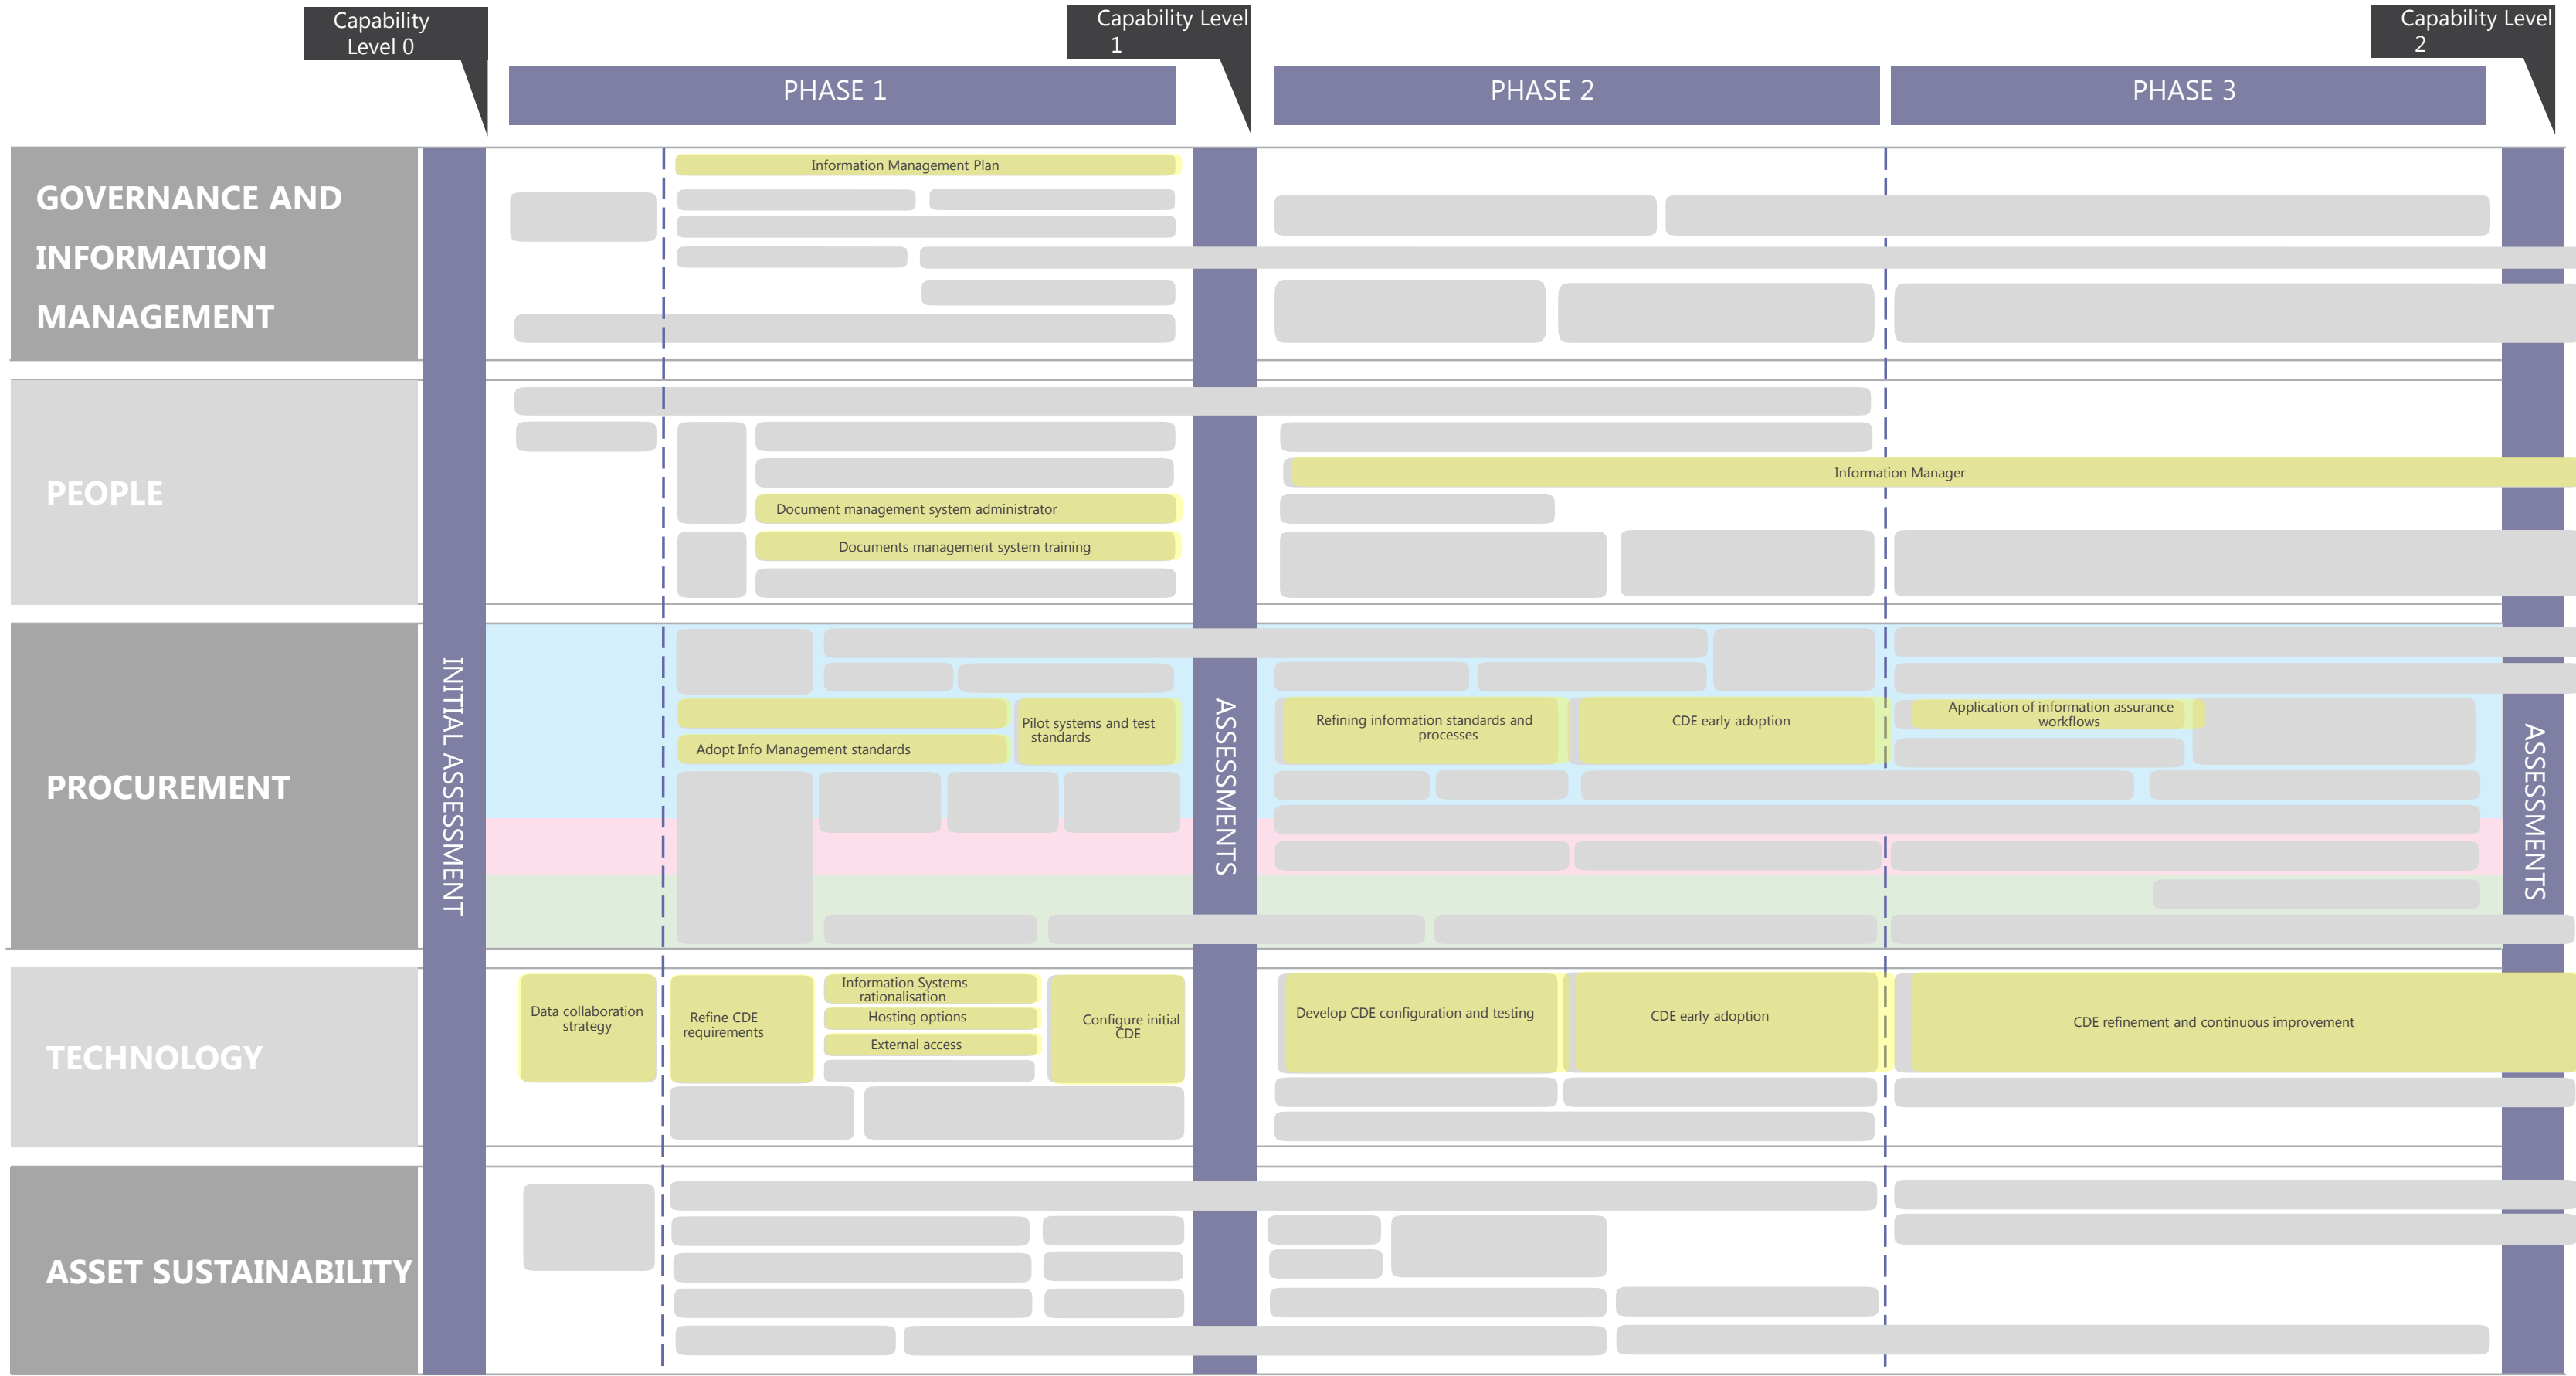 Capability
Level 0
Capability Level
1
Capability Level
2
PHASE 1
PHASE 2
PHASE 3
GOVERNANCE AND
INFORMATION
MANAGEMENT
Information Management Plan
PEOPLE
Information Manager
Document management system administrator
Documents management system training
INITIAL ASSESSMENT
ASSESSMENTS
ASSESSMENTS
PROCUREMENT
Adopt Info Management standards
Pilot systems and test
standards
Refining information standards and
processes
CDE early adoption
Application of information assurance
workflows
TECHNOLOGY
Data collaboration
strategy
Refine CDE
requirements
Information Systems
rationalisation
Hosting options
External access
Configure initial
CDE
Develop CDE configuration and testing
CDE early adoption
CDE refinement and continuous improvement
ASSET SUSTAINABILITY